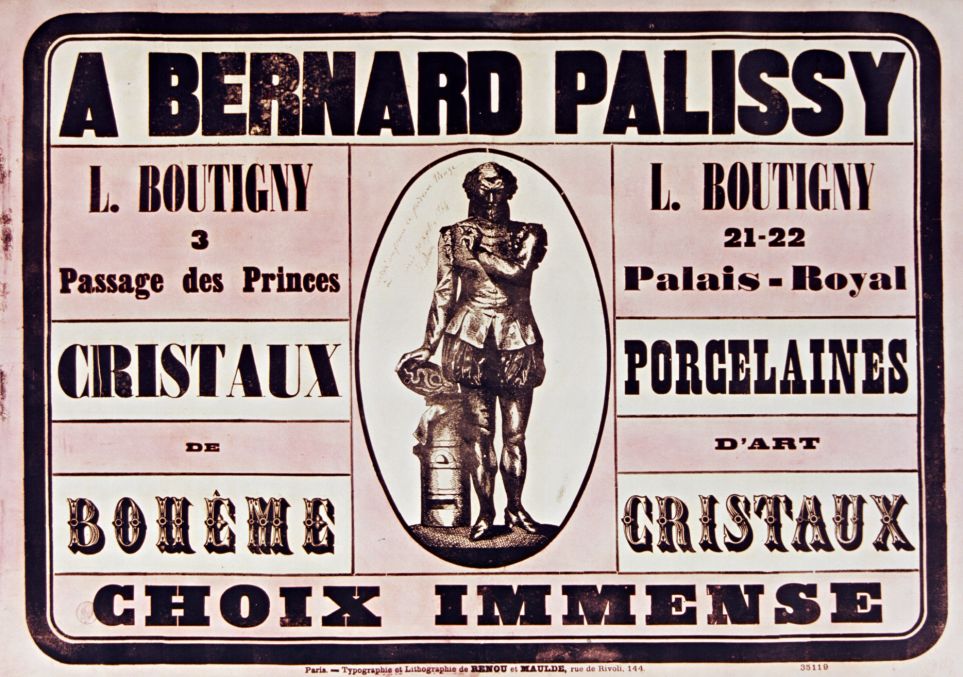 A BERNARD PALISSY
L. BOUTIGNY
3
Passage des Princes
CRISTAUX
DE
BOHÊME
L. BOUTIGNY
21-22
Palais-Royal
PORCELAINES
D'ART
CRISTAUX
CHOIX IMMENSE
Paris. — Typographie et Lithographie de RENOU et MAULDE, rue de Rivoli, 144.
35119